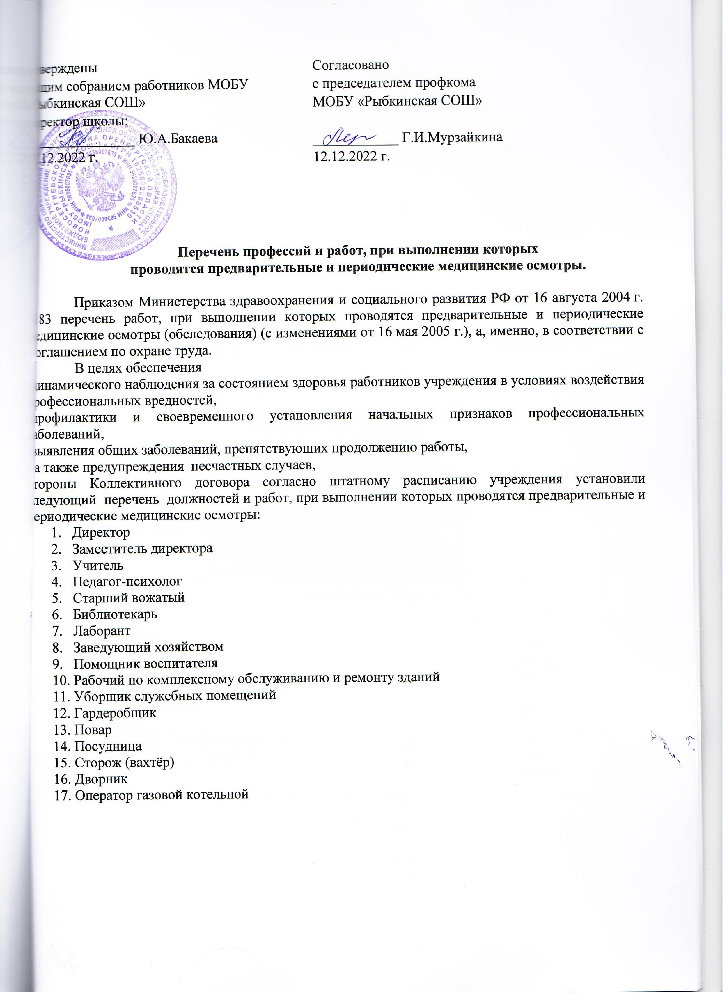 верждены
щим собранием работников МОБУ
ыбкинская СОШ»
ректор школы:
Ю.А.Бакаева
12.2022 г.
Согласовано
с председателем профкома
МОБУ «Рыбкинская СОШ»
Г.И.Мурзайкина
12.12.2022 г.
Перечень профессий и работ, при выполнении которых
проводятся предварительные и периодические медицинские осмотры.
Приказом Министерства здравоохранения и социального развития РФ от 16 августа 2004 г.
83 перечень работ, при выполнении которых проводятся предварительные и периодические
едицинские осмотры (обследования) (с изменениями от 16 мая 2005 г.), а, именно, в соответствии с
оглашением по охране труда.
В целях обеспечения
динамического наблюдения за состоянием здоровья работников учреждения в условиях воздействия
рофессиональных вредностей,
профилактики и своевременного установления начальных признаков профессиональных
аболеваний,
выявления общих заболеваний, препятствующих продолжению работы,
а также предупреждения несчастных случаев,
тороны Коллективного договора согласно штатному расписанию учреждения установили
ледующий перечень должностей и работ, при выполнении которых проводятся предварительные и
ериодические медицинские осмотры:
1. Директор
2. Заместитель директора
3. Учитель
4. Педагог-психолог
5. Старший вожатый
6. Библиотекарь
7. Лаборант
8. Заведующий хозяйством
9. Помощник воспитателя
10. Рабочий по комплексному обслуживанию и ремонту зданий
11. Уборщик служебных помещений
12. Гардеробщик
13. Повар
14. Посудница
15. Сторож (вахтёр)
16. Дворник
17. Оператор газовой котельной